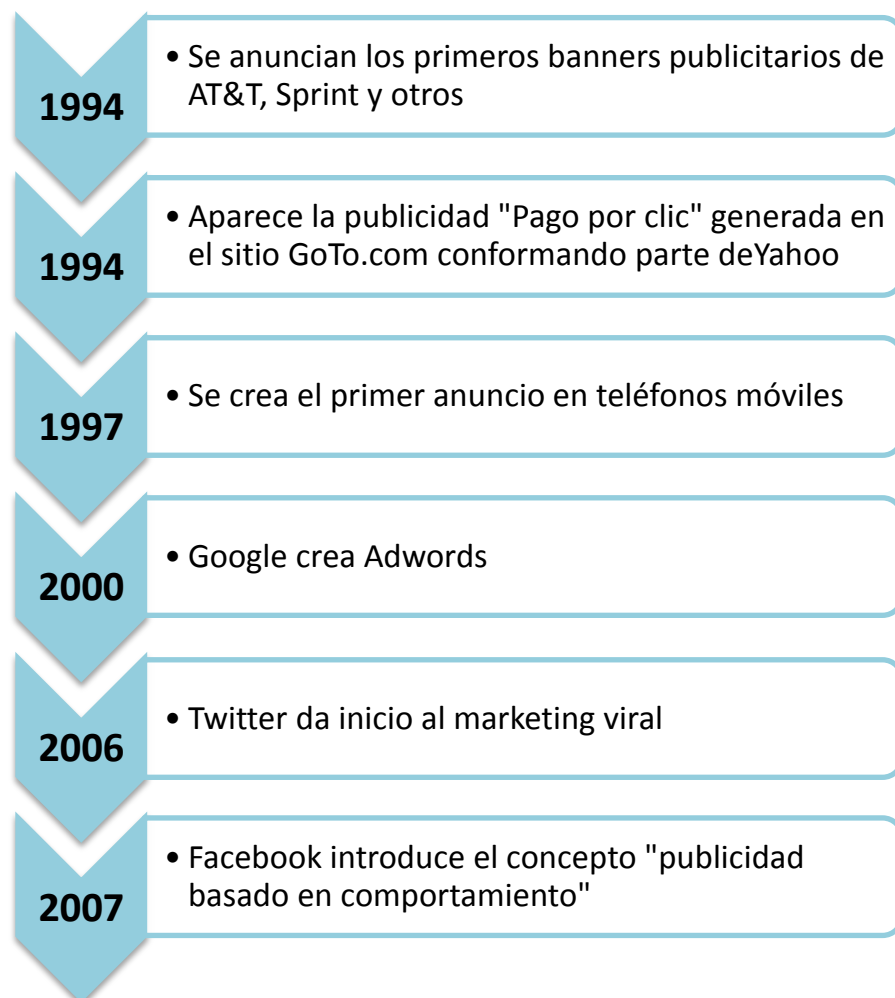 1994
• Se anuncian los primeros banners publicitarios de
AT&T, Sprint y otros
1994
• Aparece la publicidad "Pago por clic" generada en
el sitio GoTo.com conformando parte deYahoo
1997
• Se crea el primer anuncio en teléfonos móviles
2000
• Google crea Adwords
2006
• Twitter da inicio al marketing viral
2007
• Facebook introduce el concepto "publicidad
basado en comportamiento"